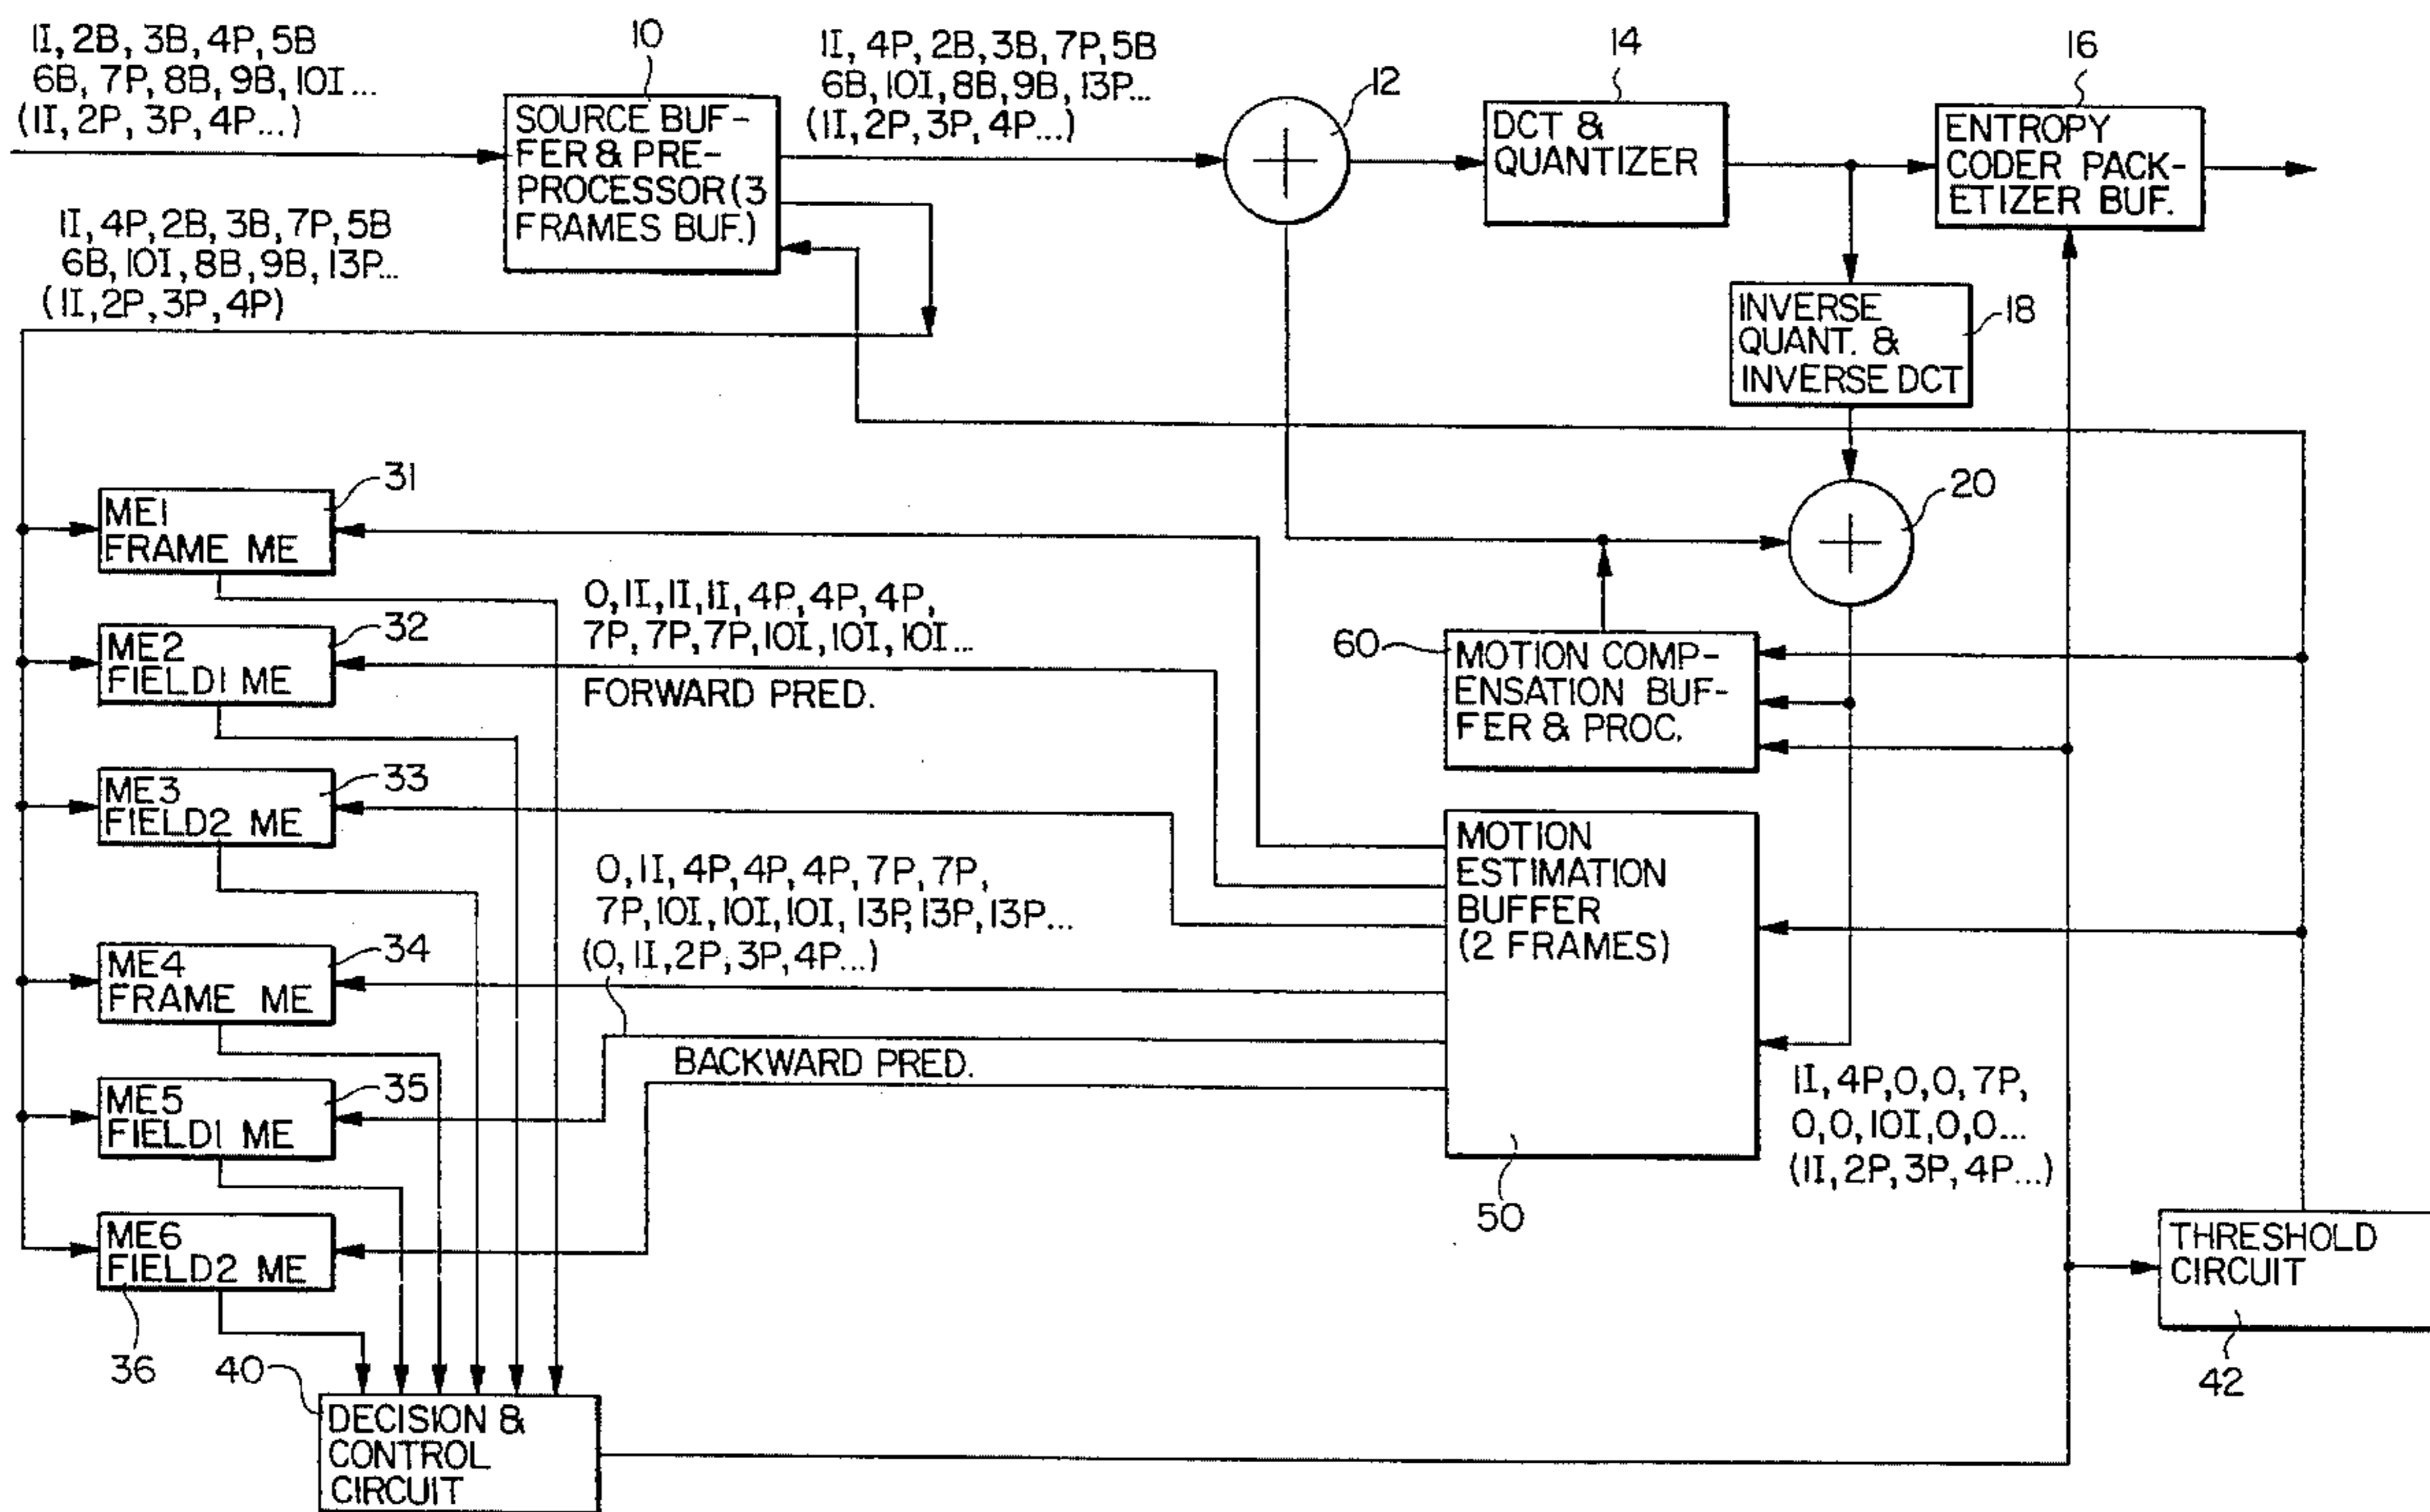 1I, 2B, 3B, 4P, 5B
6B, 7P, 8B, 9B, 10I...
(1I, 2P, 3P, 4P...)
10
SOURCE BUF-
FER & PRE-
PROCESSOR (3
FRAMES BUF.)
1I, 4P, 2B, 3B, 7P, 5B
6B, 10I, 8B, 9B, 13P...
(1I, 2P, 3P, 4P...)
12
14
DCT &
QUANTIZER
16
ENTROPY
CODER PACK-
ETIZER BUF.
1I, 4P, 2B, 3B, 7P, 5B
6B, 10I, 8B, 9B, 13P...
(1I, 2P, 3P, 4P)
INVERSE
QUANT. &
INVERSE DCT
18
20
31
ME1
FRAME ME
0, 1I, 1I, 1I, 4P, 4P, 4P,
7P, 7P, 7P, 10I, 10I, 10I...
FORWARD PRED.
32
ME2
FIELD1 ME
60
MOTION COMP-
ENSATION BUF-
FER & PROC.
33
ME3
FIELD2 ME
0, 1I, 4P, 4P, 4P, 7P, 7P,
7P, 10I, 10I, 10I, 13P, 13P, 13P...
(0, 1I, 2P, 3P, 4P...)
MOTION
ESTIMATION
BUFFER
(2 FRAMES)
50
34
ME4
FRAME ME
BACKWARD PRED.
35
ME5
FIELD1 ME
1I, 4P, 0, 0, 7P,
0, 0, 10I, 0, 0...
(1I, 2P, 3P, 4P...)
ME6
FIELD2 ME
36
THRESHOLD
CIRCUIT
42
40
DECISION &
CONTROL
CIRCUIT